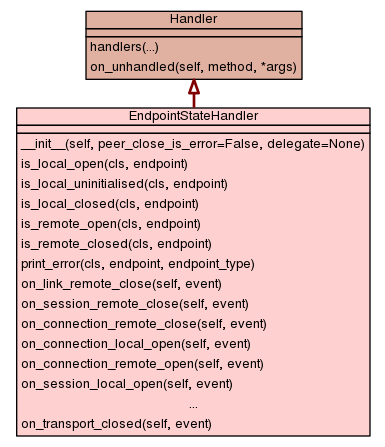 Handler
handlers(...)
on_unhandled(self, method, *args)
EndpointStateHandler
__init__(self, peer_close_is_error=False, delegate=None)
is_local_open(cls, endpoint)
is_local_uninitialised(cls, endpoint)
is_local_closed(cls, endpoint)
is_remote_open(cls, endpoint)
is_remote_closed(cls, endpoint)
print_error(cls, endpoint, endpoint_type)
on_link_remote_close(self, event)
on_session_remote_close(self, event)
on_connection_remote_close(self, event)
on_connection_local_open(self, event)
on_connection_remote_open(self, event)
on_session_local_open(self, event)
...
on_transport_closed(self, event)